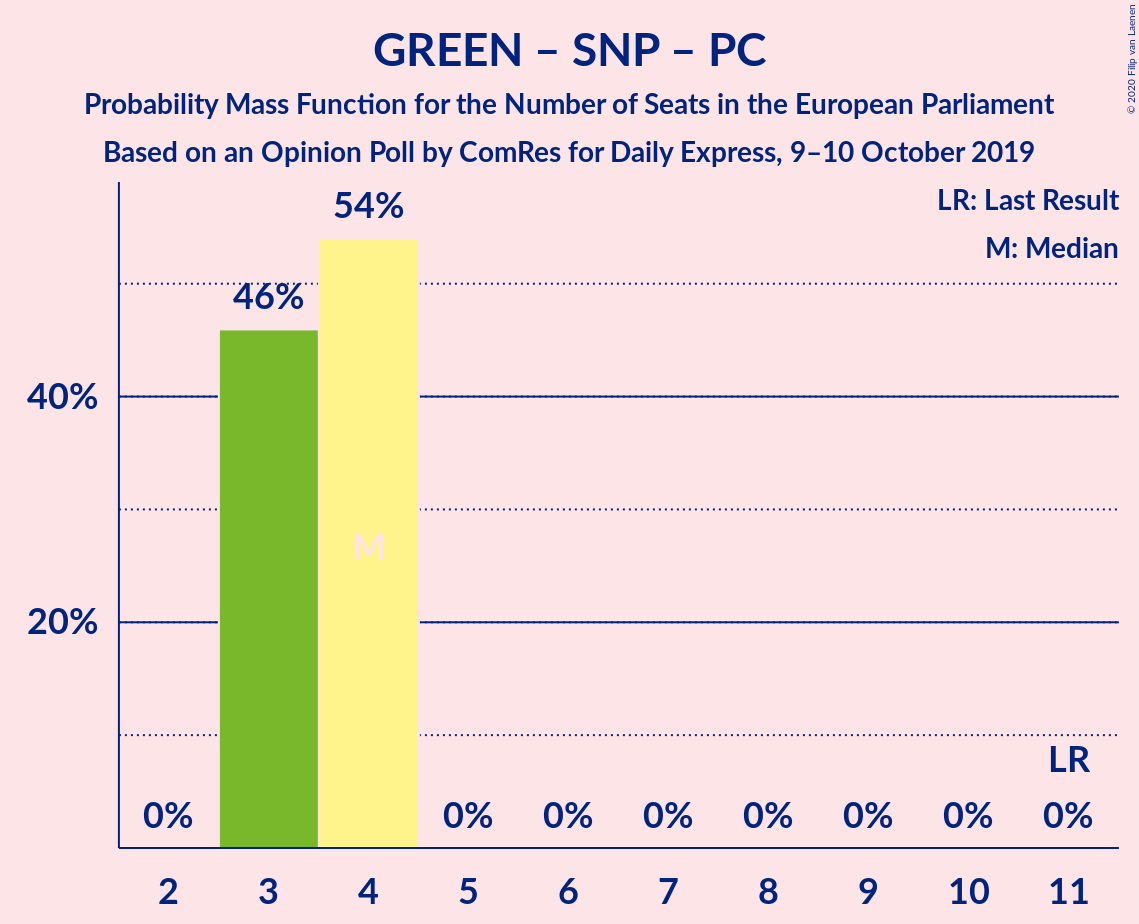 GREEN – SNP – PC
Probability Mass Function for the Number of Seats in the European Parliament
Based on an Opinion Poll by ComRes for Daily Express, 9–10 October 2019
© 2020 Filip van Laenen
LR: Last Result
M: Median
54%
46%
40%
M
20%
LR
0% 0% 0% 0% 0% 0% 0% 0%
2 3 4 5 6 7 8 9 10 11